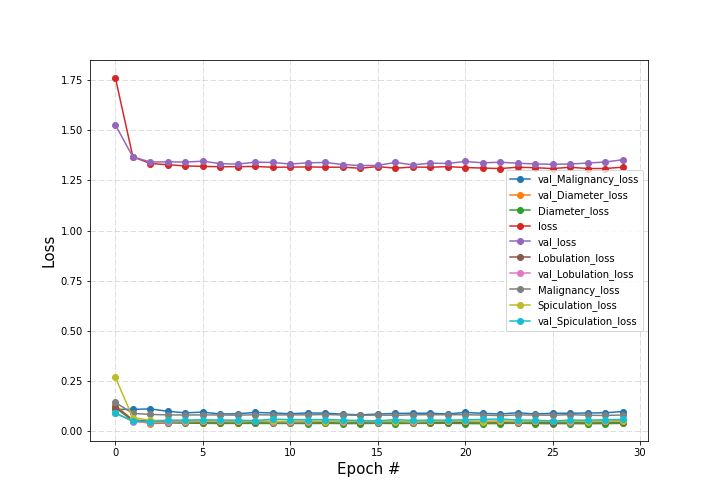 1.75
1.50
1.25
1.00
0.75
0.50
0.25
0.00
Loss
val_Malignancy_loss
val_Diameter_loss
Diameter_loss
loss
val_loss
Lobulation_loss
val_Lobulation_loss
Malignancy_loss
Spiculation_loss
val_Spiculation_loss
0 5 10 15 20 25 30
Epoch #